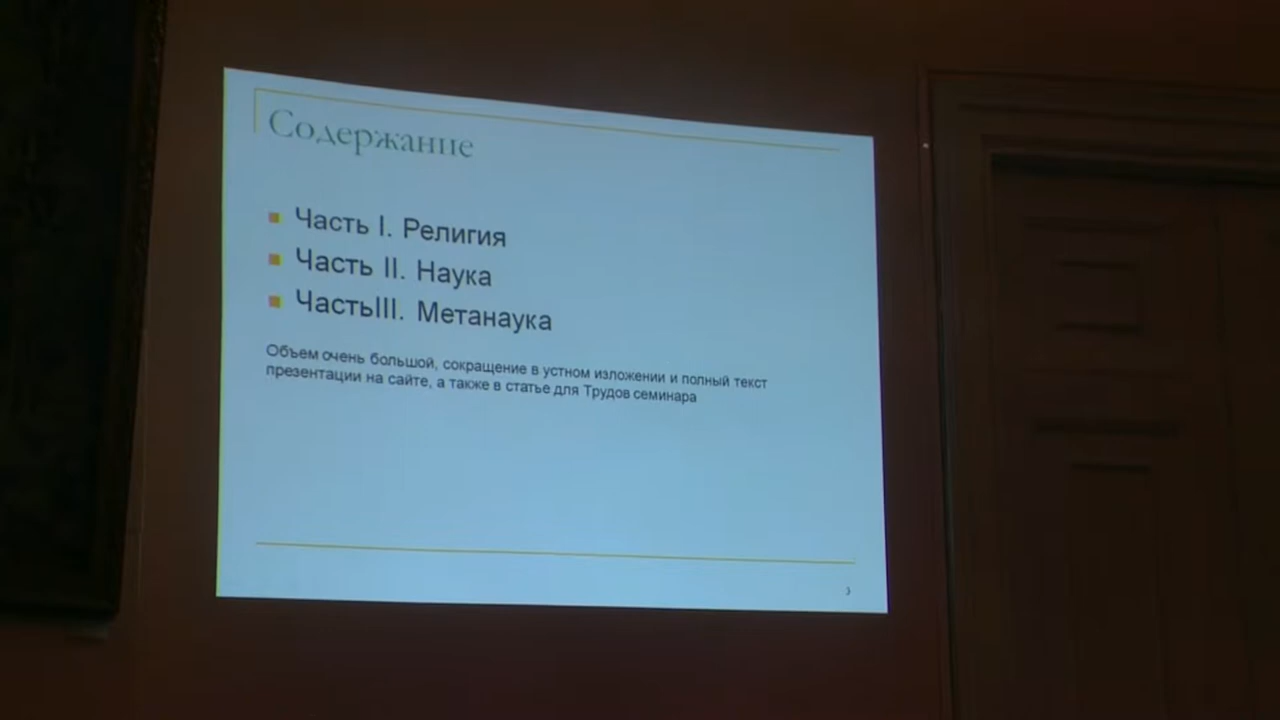 Содержание
Часть I. Религия
Часть II. Наука
ЧастьIII. Метанаука
Объем очень большой, сокращение в устном изложении и полный текст
презентации на сайте, а также в статье для Трудов семинара
3